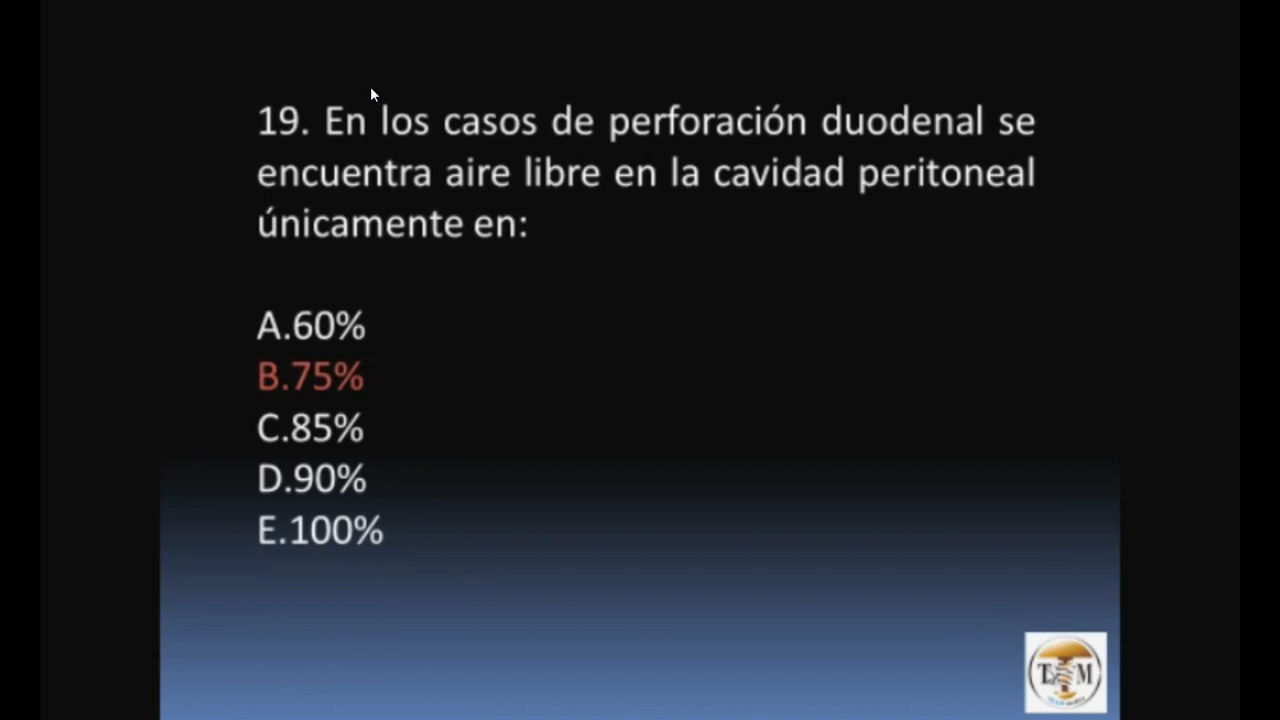 19. En los casos de perforación duodenal se
encuentra aire libre en la cavidad peritoneal
únicamente en:
A.60%
B.75%
C.85%
D.90%
E.100%